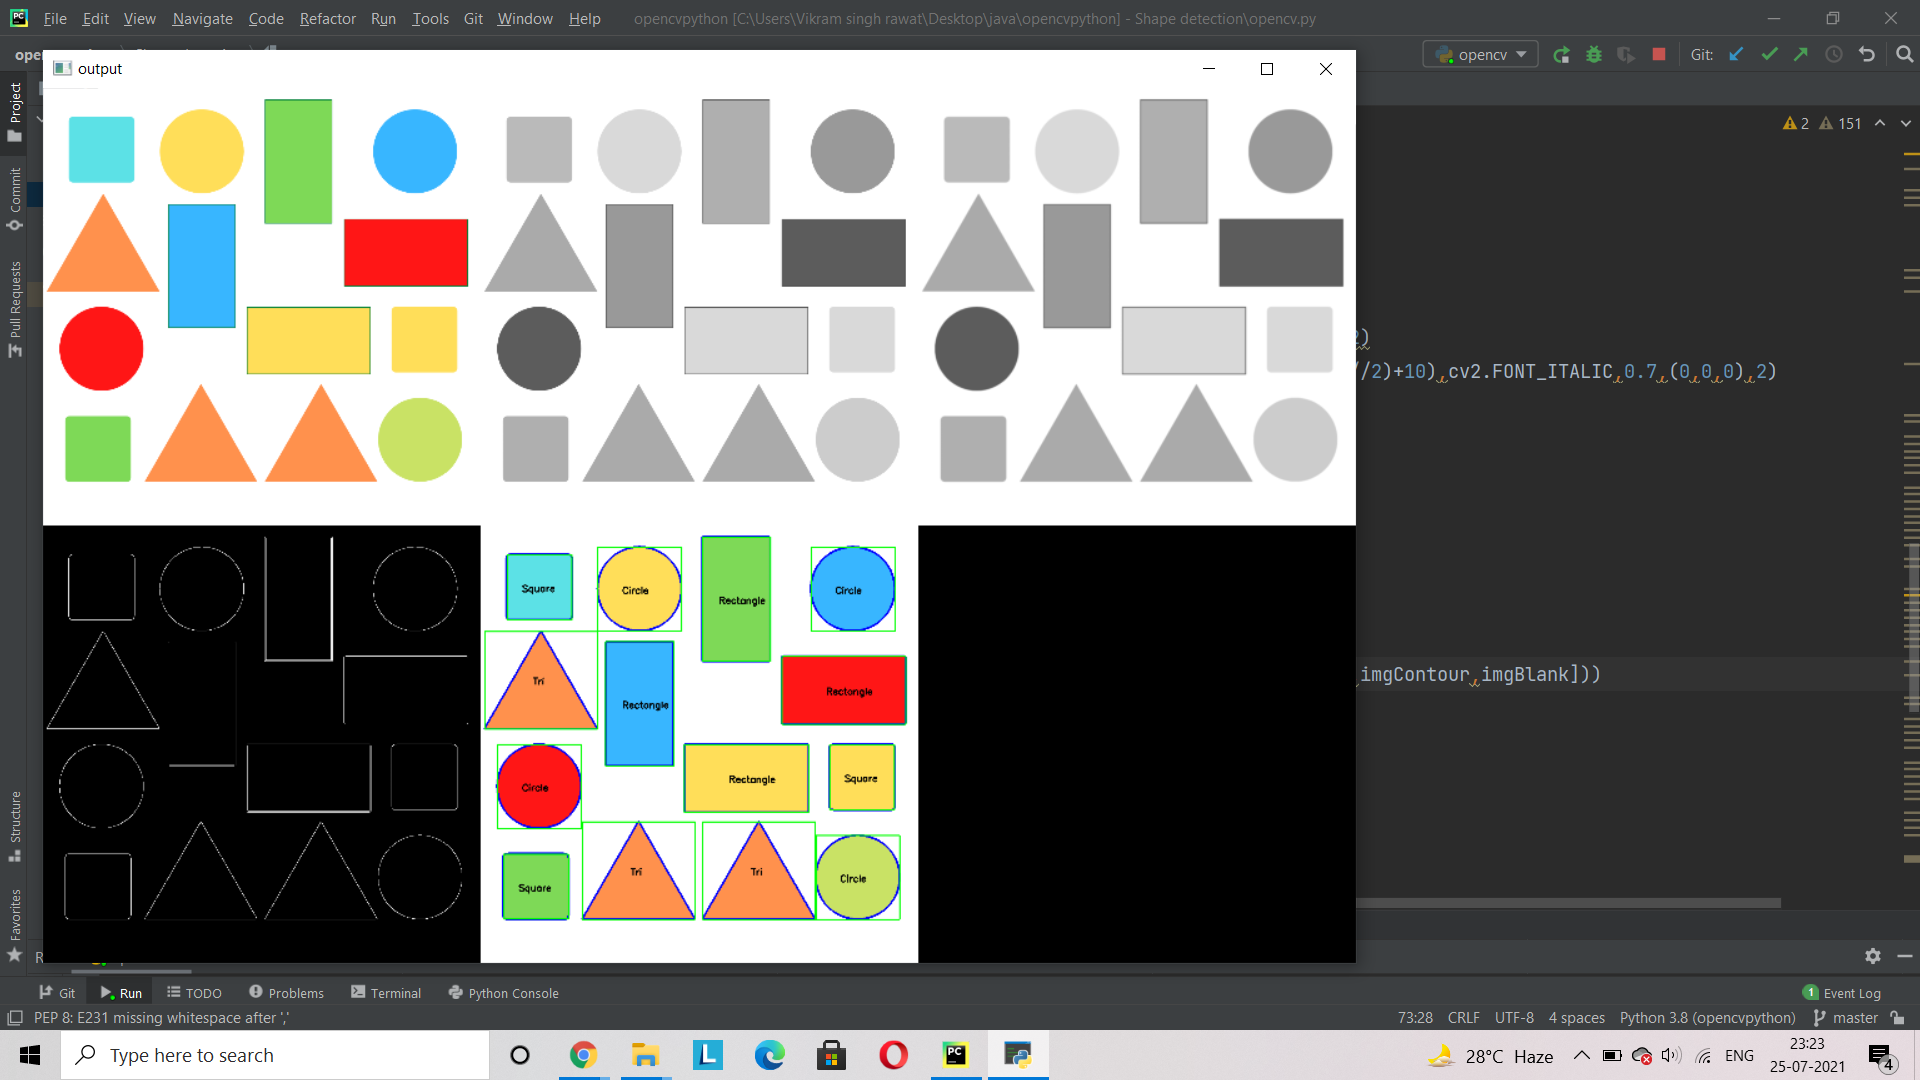 File Edit View Navigate Code Refactor Run Tools Git Window Help opencvpython [C:\Users\Vikram singh rawat\Desktop\java\opencvpython] - Shape detection\opencv.py
ope
opencv
Git:
output
Project
Commit
Pull Requests
Structure
Favorites
2 151
)
//2)+10),cv2.FONT_ITALIC,0.7,(0,0,0),2)
,imgContour,imgBlank]))
Square
Circle
Rectangle
Circle
Tri
Rectangle
Rectangle
Circle
Rectangle
Square
Square
Tri
Tri
Circle
R
Git Run TODO Problems Terminal Python Console 1 Event Log
PEP 8: E231 missing whitespace after ',' 73:28 CRLF UTF-8 4 spaces Python 3.8 (opencvpython) master
Type here to search
L
PC
28°C Haze
ENG
23:23
25-07-2021
4